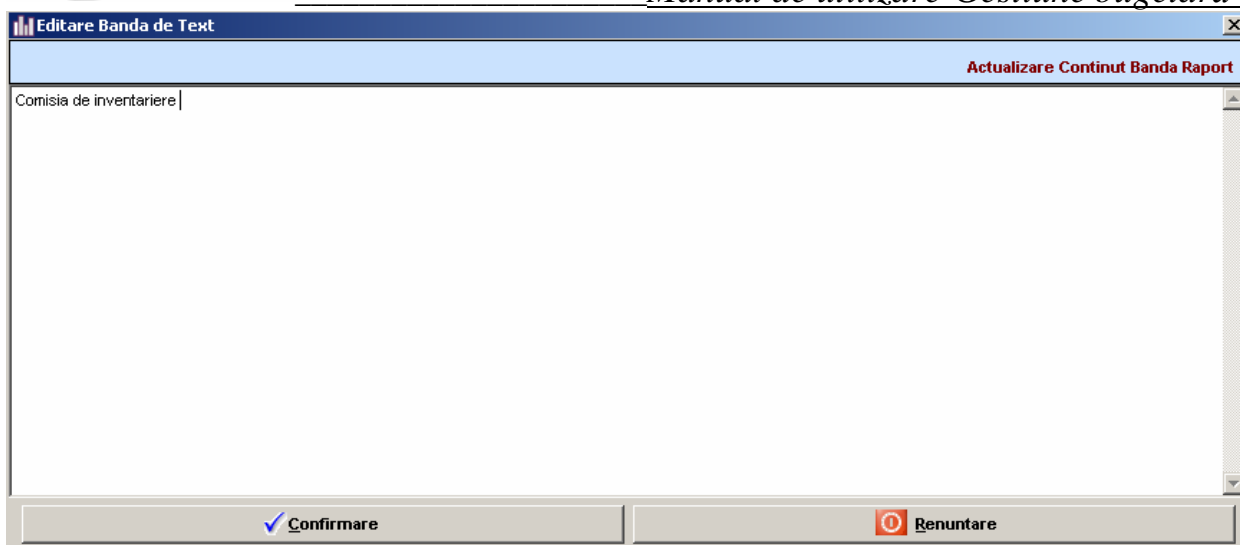 Manual de utilizare Gestiune bugetara
Editare Banda de Text
Actualizare Continut Banda Raport
Comisia de inventariere
Confirmare
Renuntare